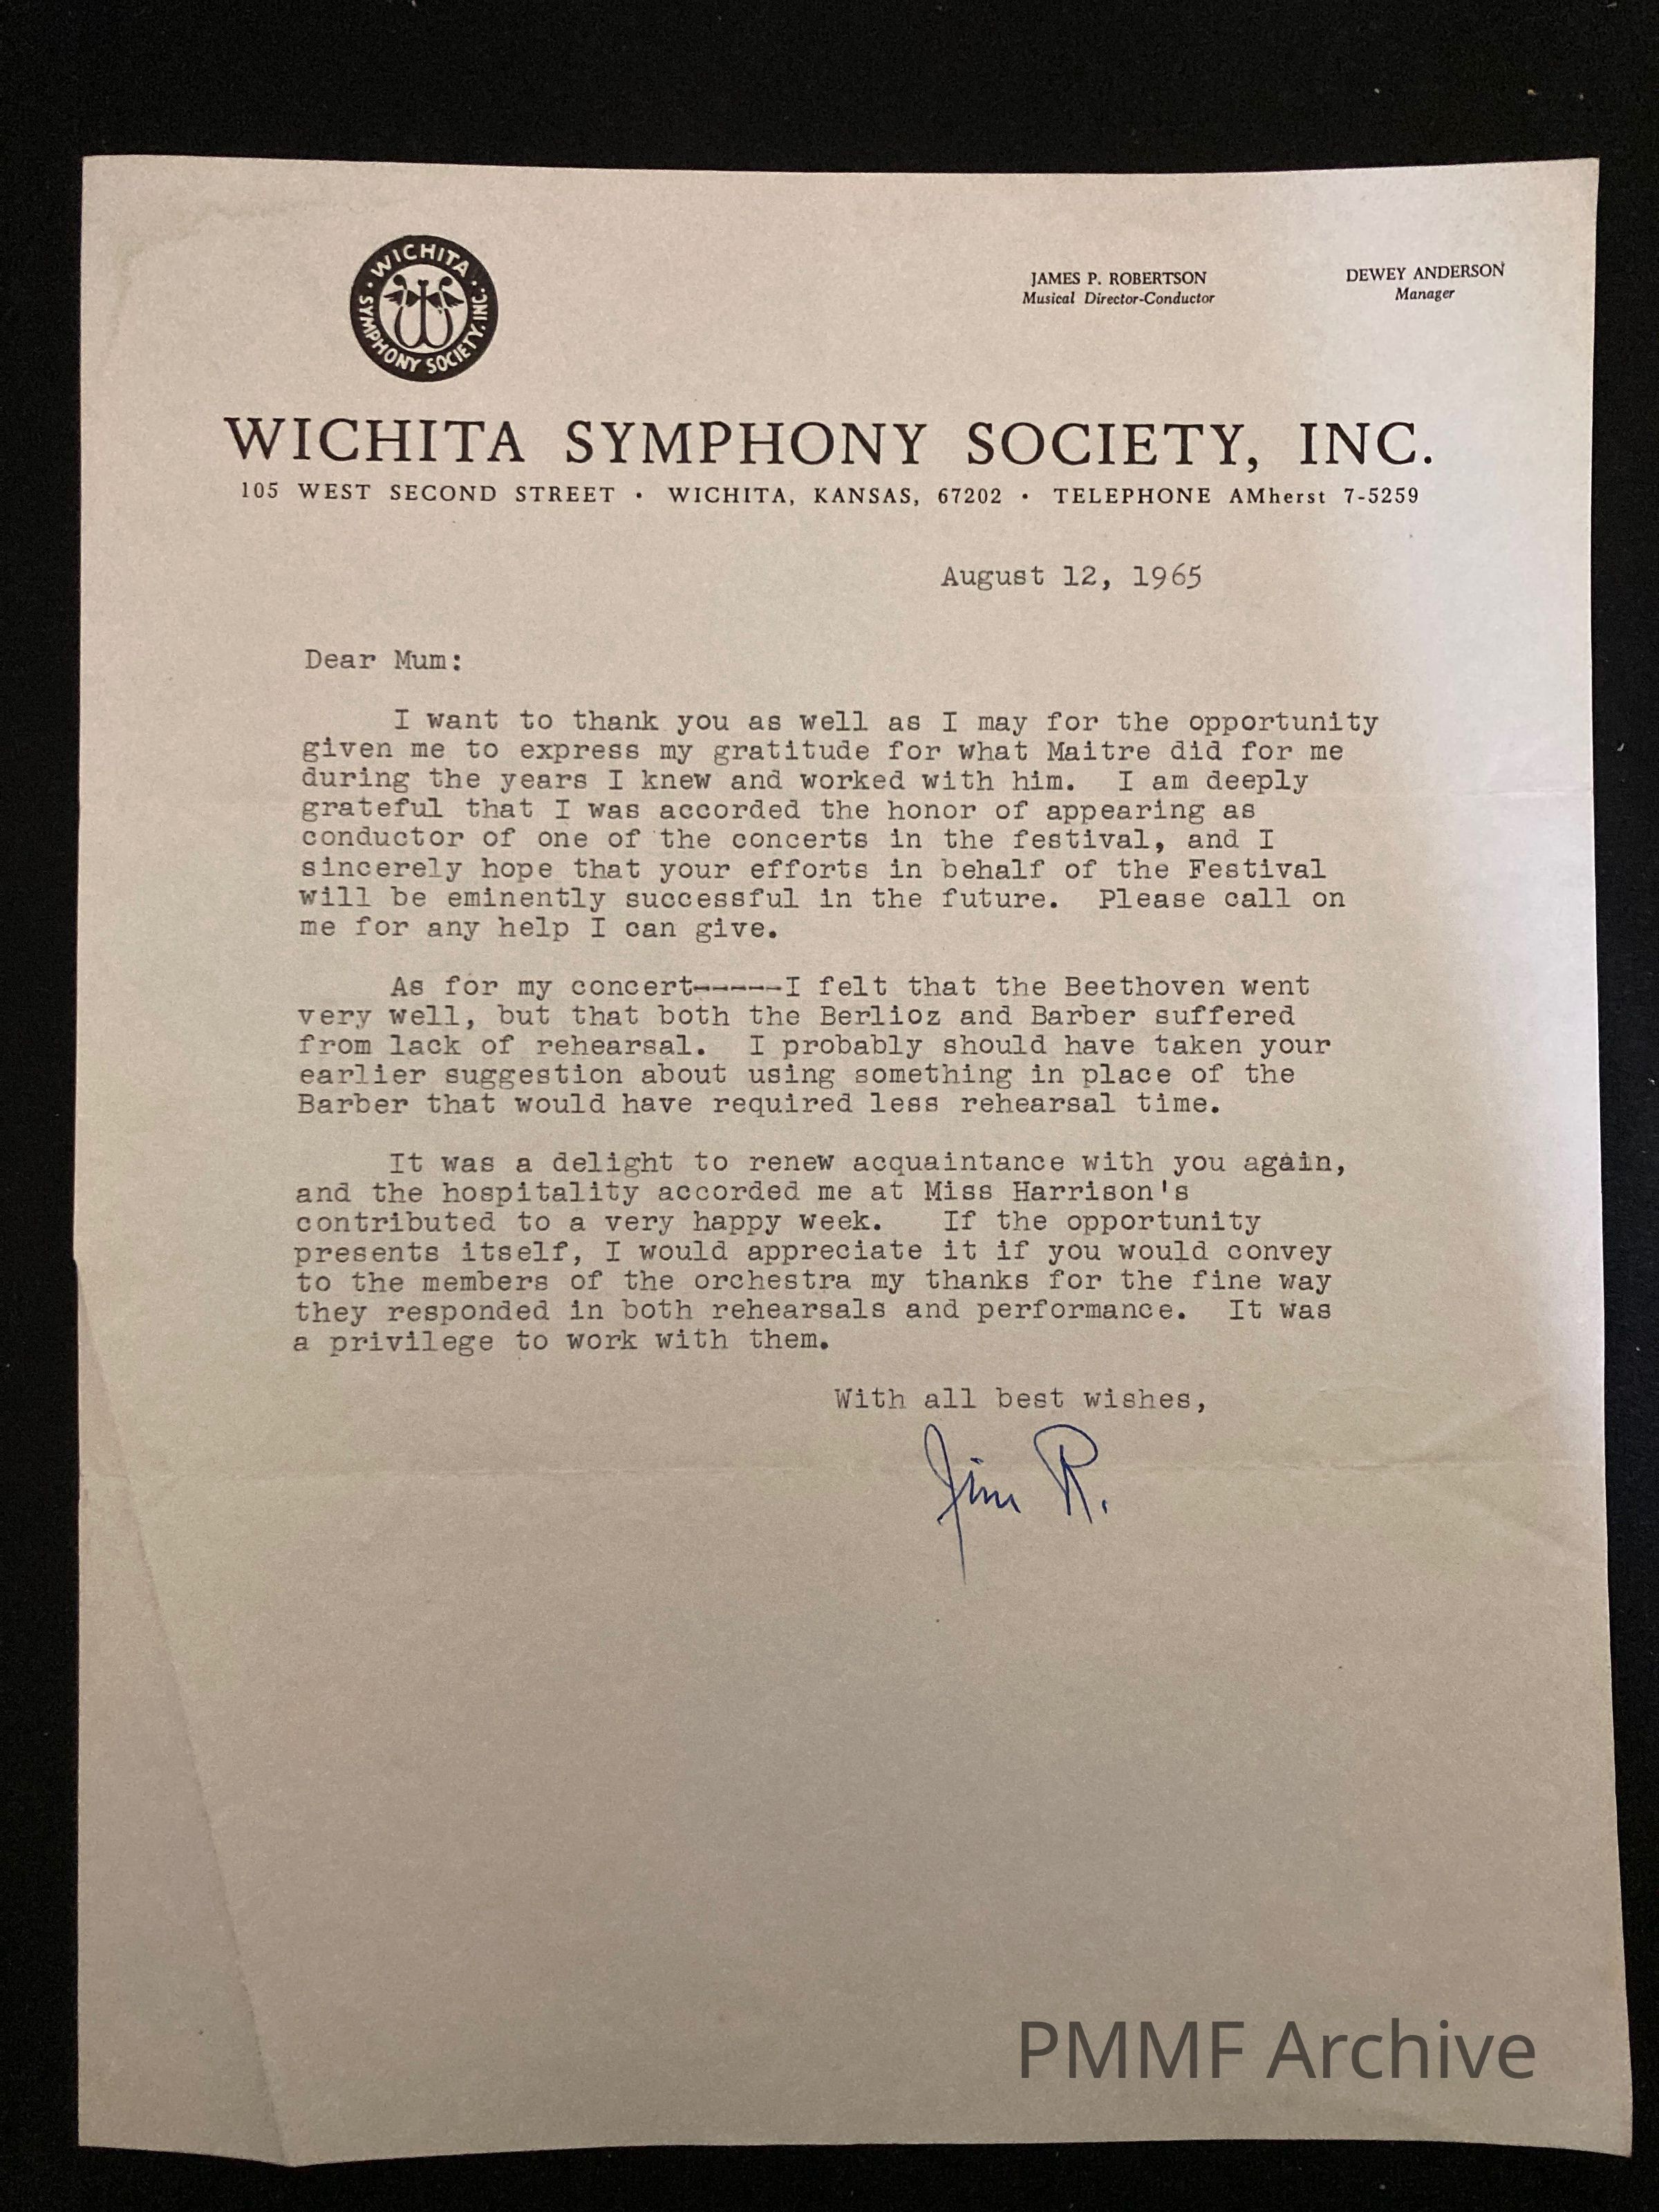 WICHITA
SYMPHONY SOCIETY, INC.
JAMES P. ROBERTSON
Musical Director-Conductor
DEWEY ANDERSON
Manager
WICHITA SYMPHONY SOCIETY, INC.
105 WEST SECOND STREET • WICHITA, KANSAS, 67202 • TELEPHONE AMherst 7-5259
August 12, 1965
Dear Mum:
I want to thank you as well as I may for the opportunity
given me to express my gratitude for what Maitre did for me
during the years I knew and worked with him.  I am deeply
grateful that I was accorded the honor of appearing as
conductor of one of the concerts in the festival, and I
sincerely hope that your efforts in behalf of the Festival
will be eminently successful in the future.  Please call on
me for any help I can give.
As for my concert-----I felt that the Beethoven went
very well, but that both the Berlioz and Barber suffered
from lack of rehearsal.  I probably should have taken your
earlier suggestion about using something in place of the
Barber that would have required less rehearsal time.
It was a delight to renew acquaintance with you again,
and the hospitality accorded me at Miss Harrison's
contributed to a very happy week.   If the opportunity
presents itself, I would appreciate it if you would convey
to the members of the orchestra my thanks for the fine way
they responded in both rehearsals and performance.  It was
a privilege to work with them.
With all best wishes,
Jim R.
PMMF Archive